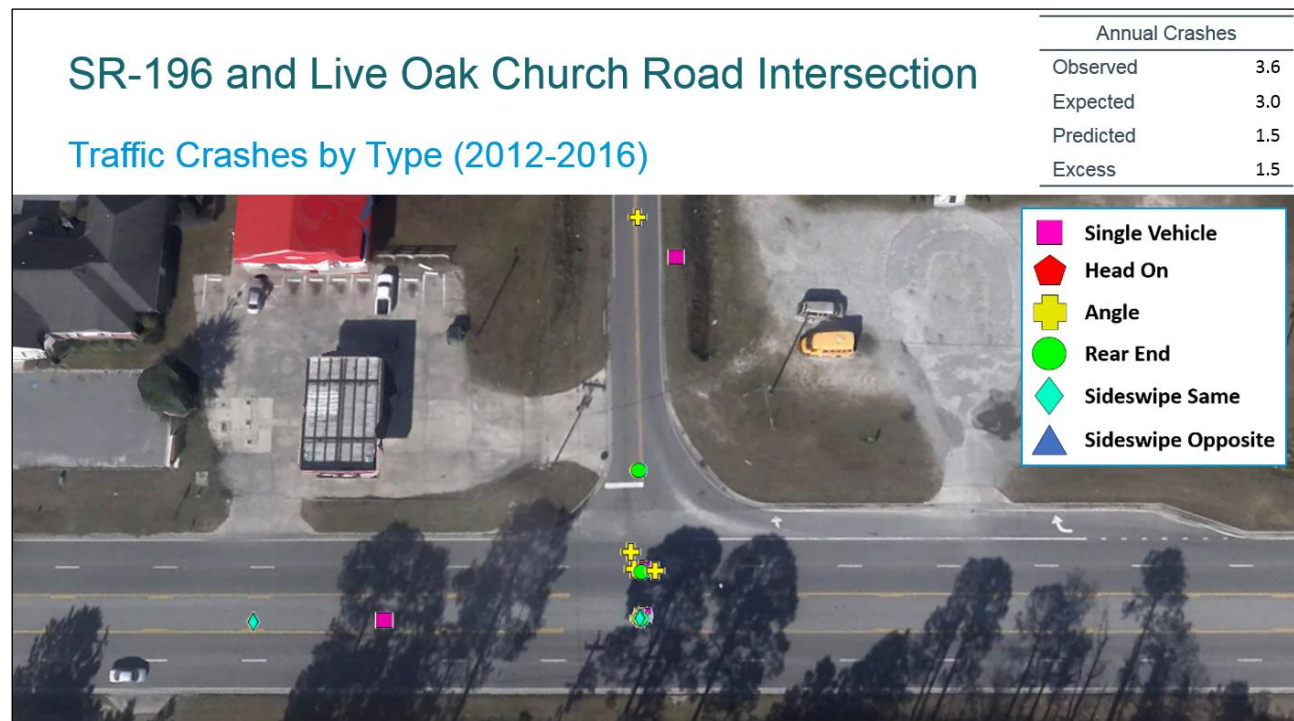 SR-196 and Live Oak Church Road Intersection
Traffic Crashes by Type (2012-2016)
Annual Crashes
Observed 3.6
Expected 3.0
Predicted 1.5
Excess 1.5
Single Vehicle
Head On
Angle
Rear End
Sideswipe Same
Sideswipe Opposite